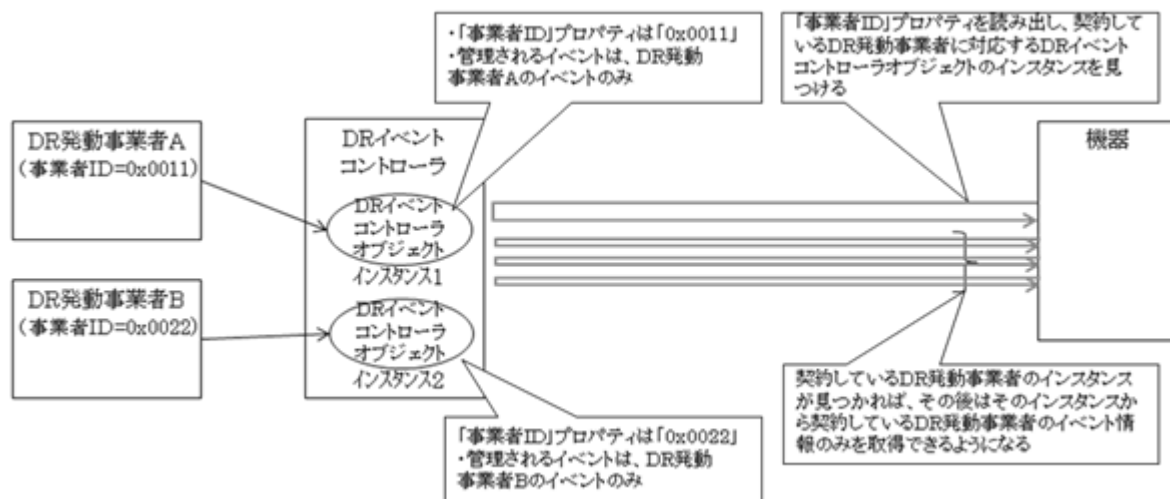 ・「事業者ID」プロパティは「0x0011」
・管理されるイベントは、DR発動
事業者Aのイベントのみ
「事業者ID」プロパティを読み出し、契約して
いるDR発動事業者に対応するDRイベント
コントローラオブジェクトのインスタンスを見
つける
DR発動事業者A
(事業者ID=0x0011)
DRイベント
コントローラ
機器
DRイベント
コントローラ
オブジェクト
インスタンス1
DR発動事業者B
(事業者ID=0x0022)
DRイベント
コントローラ
オブジェクト
インスタンス2
契約しているDR発動事業者のインスタンス
が見つかれば、その後はそのインスタンスか
ら契約しているDR発動事業者のイベント情
報のみを取得できるようになる
「事業者ID」プロパティは「0x0022」
・管理されるイベントは、DR発動
事業者Bのイベントのみ